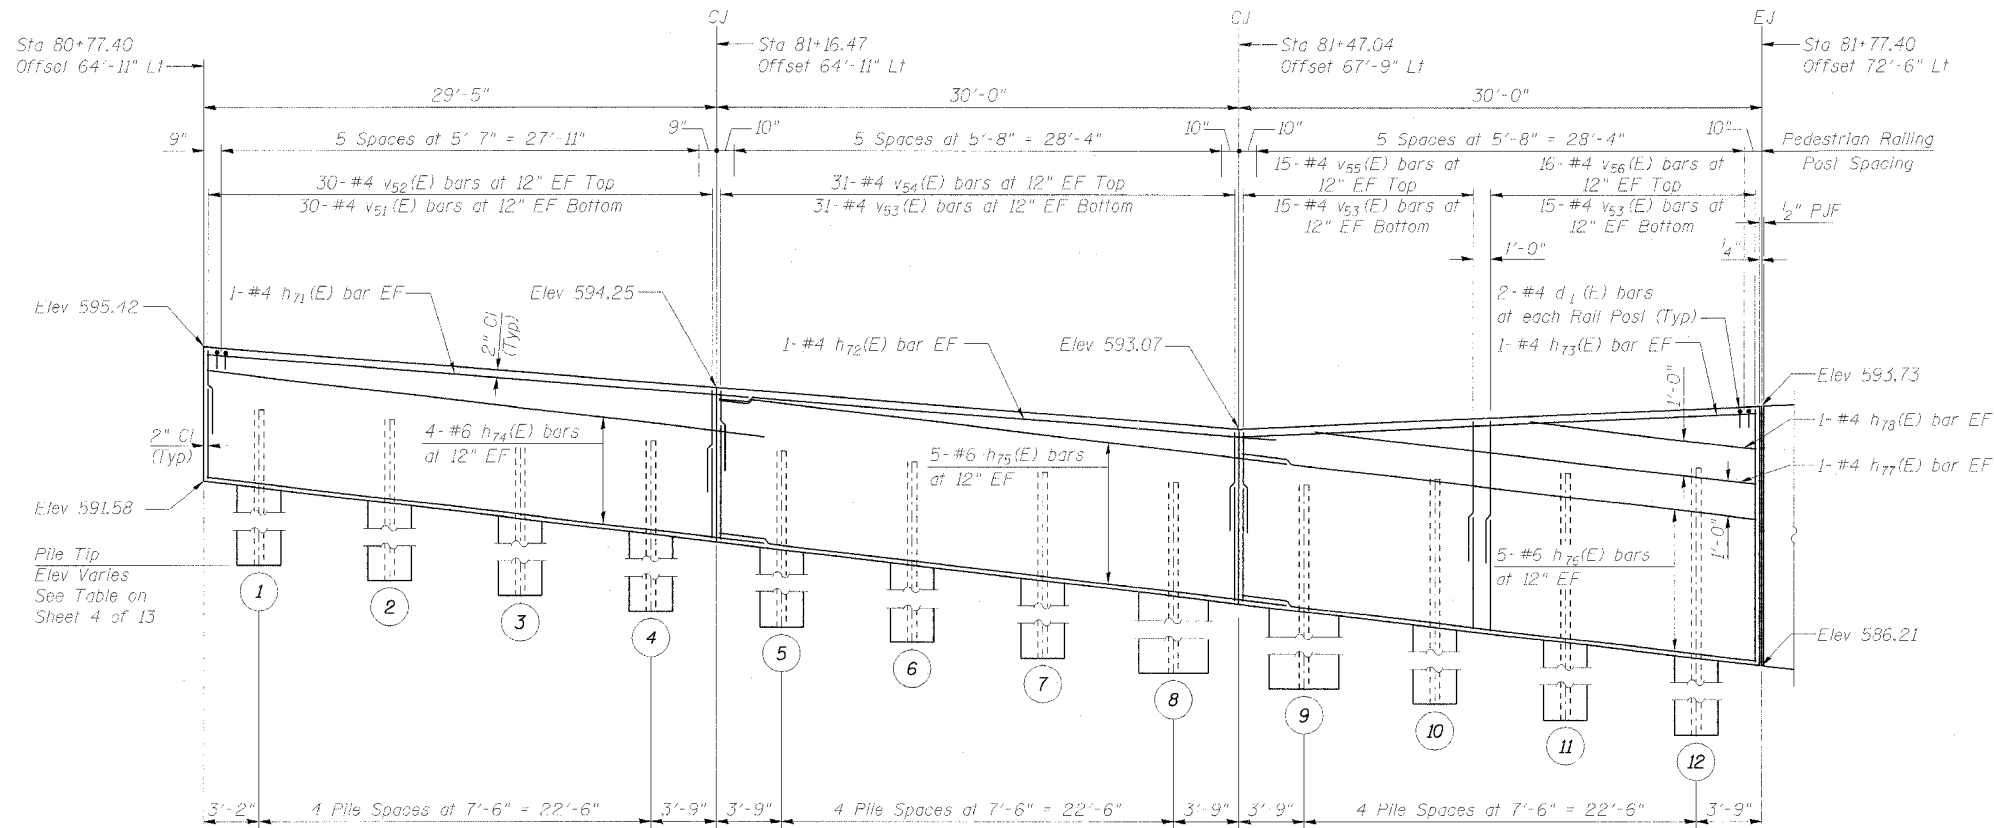 CJ
CJ
EJ
Sta 80+77.40
Offset 64'-11" Lt
Sta 81+16.47
Offset 64'-11" Lt
Sta 81+47.04
Offset 67'-9" Lt
Sta 81+77.40
Offset 72'-6" Lt
29'-5"
30'-0"
30'-0"
9"
5 Spaces at 5' 7" = 27'-11"
9"
10"
5 Spaces at 5'-8" = 28'-4"
10"
10"
5 Spaces at 5'-8" = 28'-4"
10"
Pedestrian Railing
Post Spacing
30-#4 v52(E) bars at 12" EF Top
30-#4 v51(E) bars at 12" EF Bottom
31-#4 v54(E) bars at 12" EF Top
31-#4 v53(E) bars at 12" EF Bottom
15-#4 v55(E) bars at
12" EF Top
15-#4 v53(E) bars at
12" EF Bottom
16-#4 v56(E) bars at
12" EF Top
15-#4 v53(E) bars at
12" EF Bottom
1/2" PJF
1'-0"
1/4"
Elev 595.42
1-#4 h71(E) bar EF
2" Cl
(Typ)
Elev 594.25
1-#4 h72(E) bar EF
Elev 593.07
2-#4 d1(E) bars
at each Rail Post (Typ)
1-#4 h73(E) bar EF
Elev 593.73
1'-0"
1-#4 h78(E) bar EF
1-#4 h77(E) bar EF
1'-0"
2" Cl
(Typ)
4-#6 h74(E) bars
at 12" EF
5-#6 h75(E) bars
at 12" EF
5-#6 h76(E) bars
at 12" EF
Elev 591.58
Elev 586.21
Pile Tip
Elev Varies
See Table on
Sheet 4 of 13
1
2
3
4
5
6
7
8
9
10
11
12
3'-2"
4 Pile Spaces at 7'-6" = 22'-6"
3'-9"
3'-9"
4 Pile Spaces at 7'-6" = 22'-6"
3'-9"
3'-9"
4 Pile Spaces at 7'-6" = 22'-6"
3'-9"